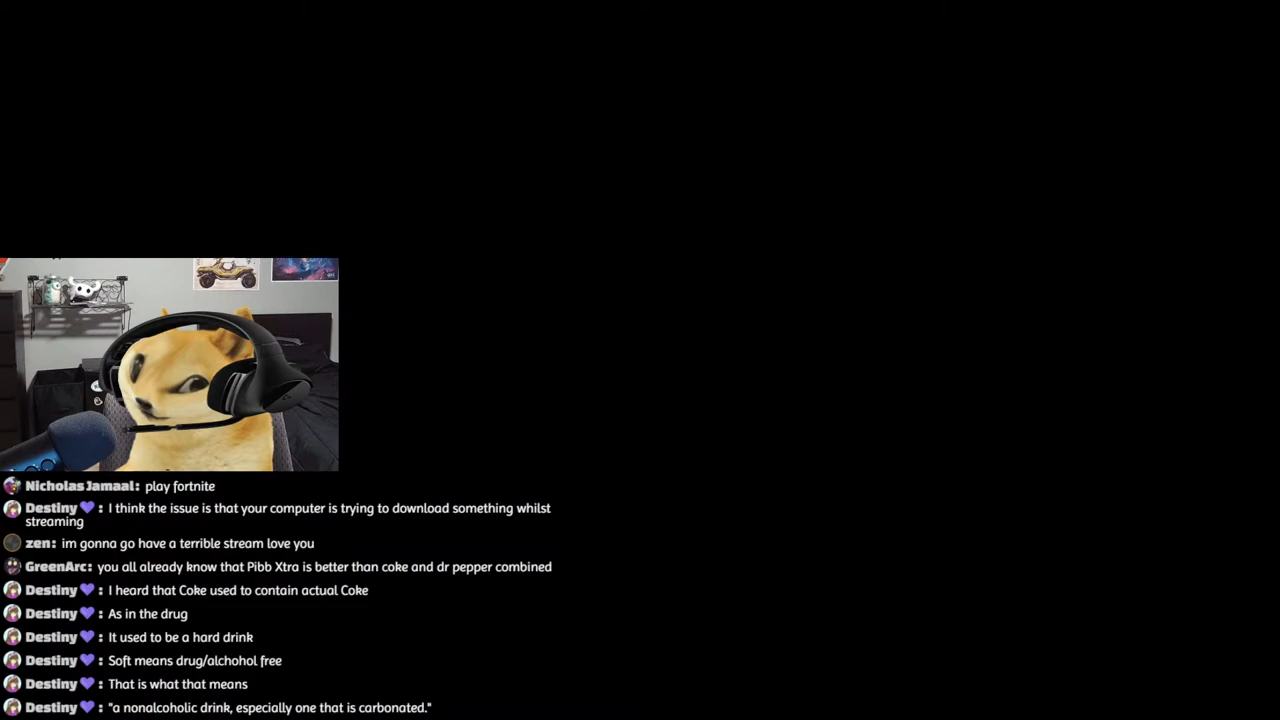 Nicholas Jamaal: play fortnite
Destiny💜: I think the issue is that your computer is trying to download something whilst
streaming
zen: im gonna go have a terrible stream love you
GreenArc: you all already know that Pibb Xtra is better than coke and dr pepper combined
Destiny💜: I heard that Coke used to contain actual Coke
Destiny💜: As in the drug
Destiny💜: It used to be a hard drink
Destiny💜: Soft means drug/alchohol free
Destiny💜: That is what that means
Destiny💜: "a nonalcoholic drink, especially one that is carbonated."